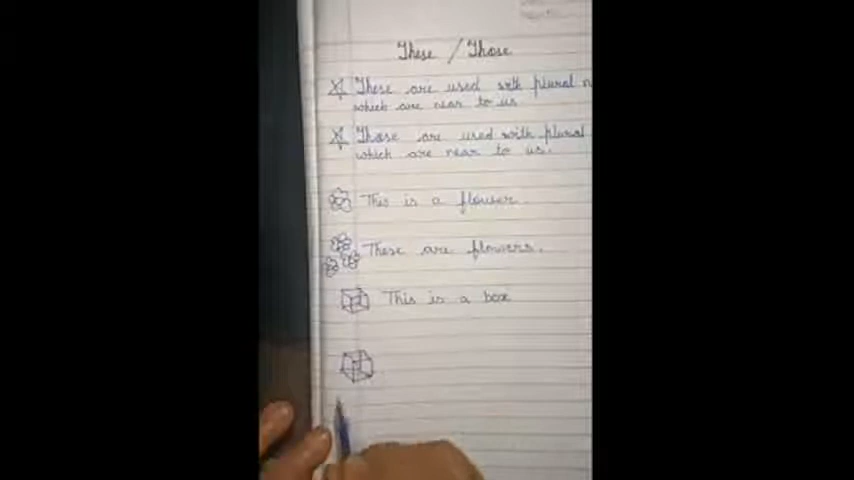 These / Those
These are used with plural n
which are near to us
Those are used with plural
which are near to us.
This is a flower.
These are flowers.
This is a box